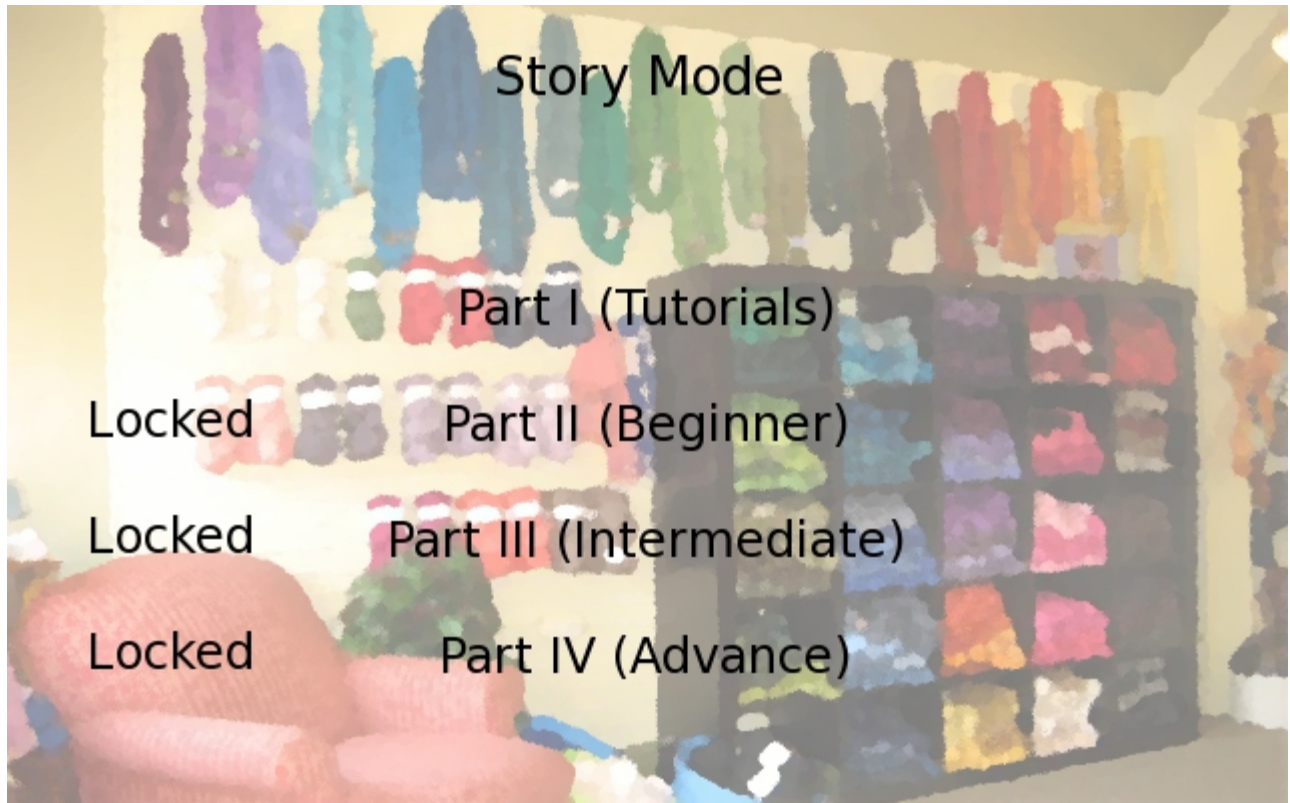 Story Mode
Part I (Tutorials)
Locked Part II (Beginner)
Locked Part III (Intermediate)
Locked Part IV (Advance)